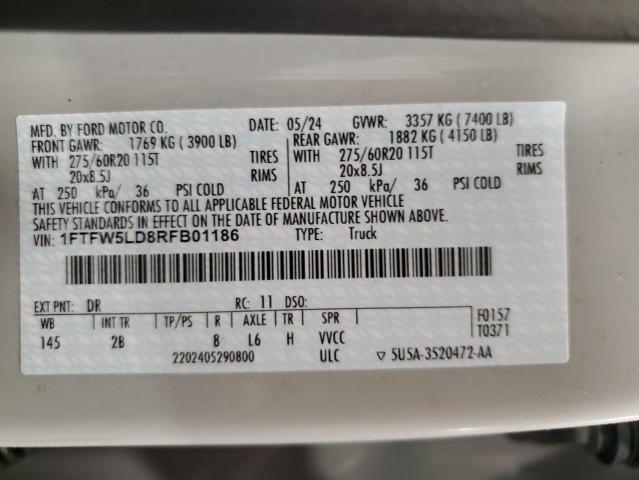 MFD. BY FORD MOTOR CO. DATE: 05/24 GVWR: 3357 KG ( 7400 LB)
FRONT GAWR: 1769 KG ( 3900 LB) REAR GAWR: 1882 KG ( 4150 LB)
WITH 275/60R20 115T TIRES WITH 275/60R20 115T TIRES
20x8.5J RIMS 20x8.5J RIMS
AT 250 kPa/ 36 PSI COLD AT 250 kPa/ 36 PSI COLD
THIS VEHICLE CONFORMS TO ALL APPLICABLE FEDERAL MOTOR VEHICLE
SAFETY STANDARDS IN EFFECT ON THE DATE OF MANUFACTURE SHOWN ABOVE.
VIN: 1FTFW5LD8RFB01186 TYPE: Truck
EXT PNT: DR RC: 11 DSO: F0157
WB INT TR TP/PS R AXLE TR SPR T0371
145 2B 8 L6 H VVCC
2202405290800 ULC ▽ 5U5A-3520472-AA